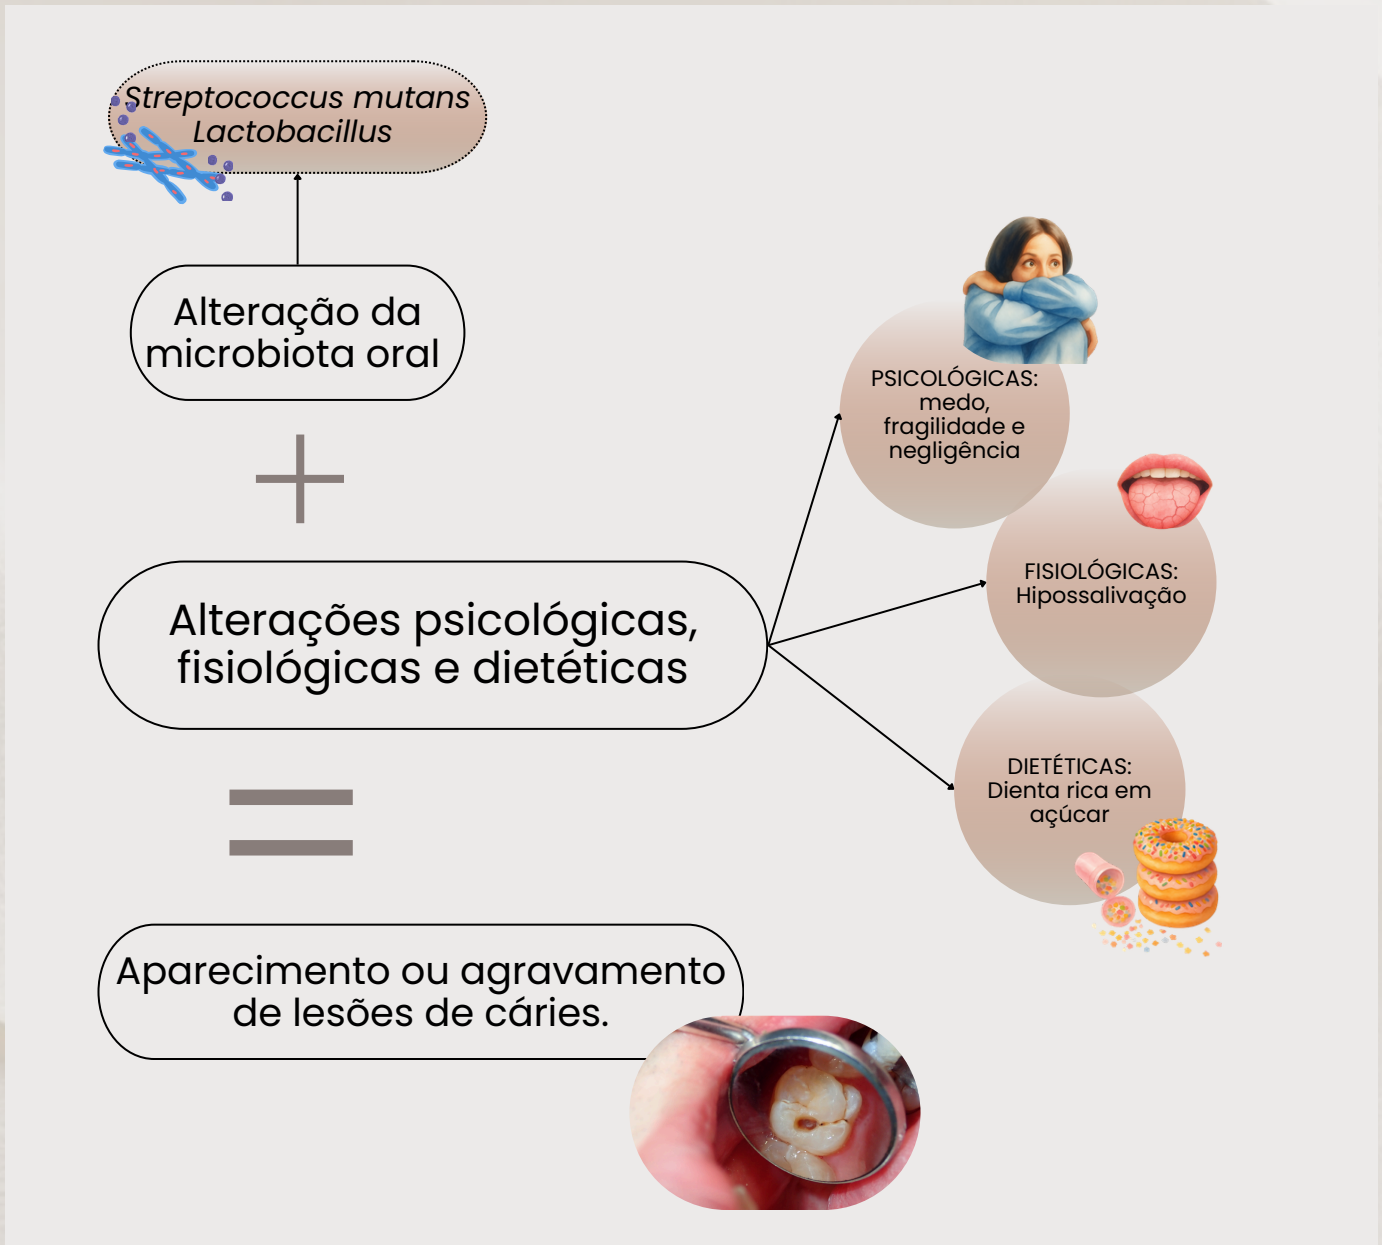 Streptococcus mutans
Lactobacillus
Alteração da
microbiota oral
Alterações psicológicas,
fisiológicas e dietéticas
PSICOLÓGICAS:
medo,
fragilidade e
negligência
FISIOLÓGICAS:
Hipossalivação
DIETÉTICAS:
Dienta rica em
açúcar
Aparecimento ou agravamento
de lesões de cáries.